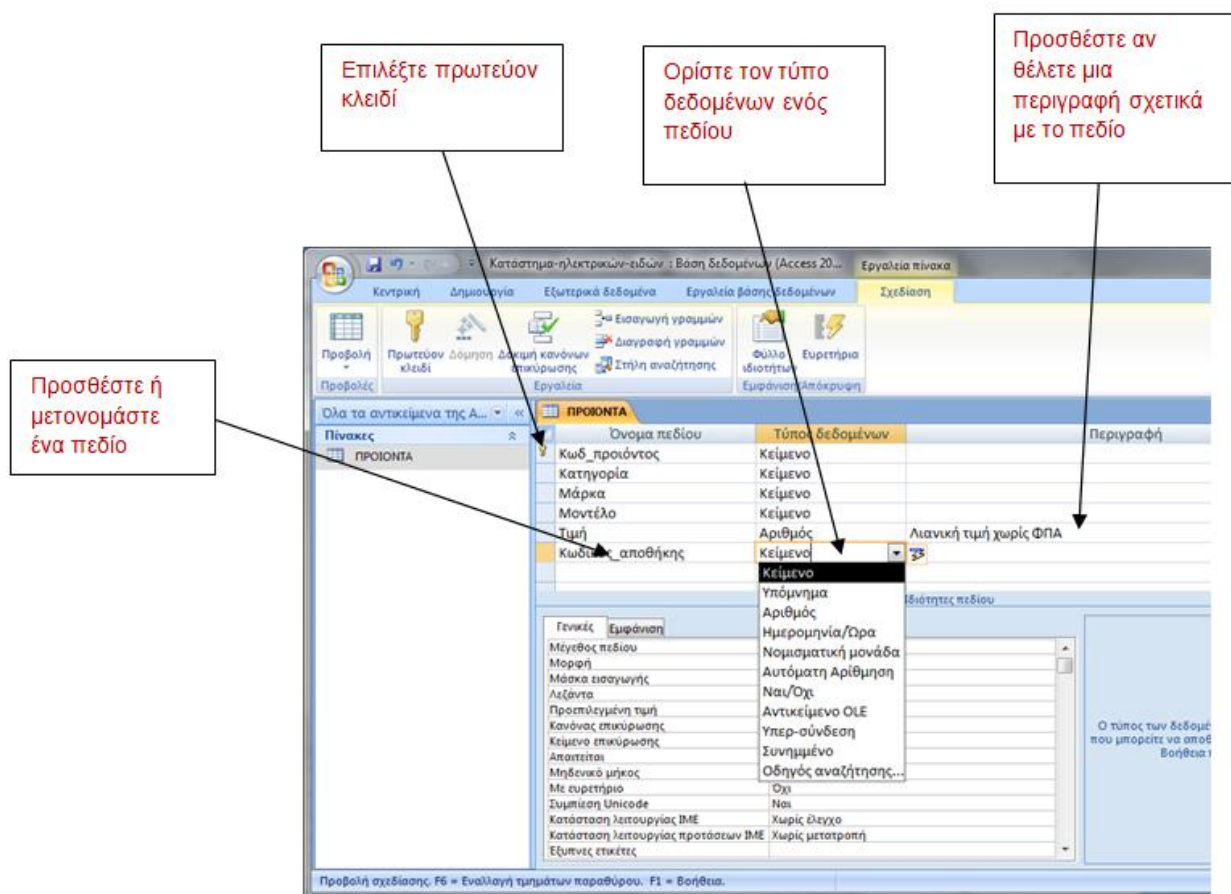 Επιλέξτε πρωτεύον
κλειδί
Ορίστε τον τύπο
δεδομένων ενός
πεδίου
Προσθέστε αν
θέλετε μια
περιγραφή σχετικά
με το πεδίο
Προσθέστε ή
μετονομάστε
ένα πεδίο
Κατάστημα-ηλεκτρικών-ειδών : Βάση δεδομένων (Access 20...
Εργαλεία πίνακα
Κεντρική Δημιουργία Εξωτερικά δεδομένα Εργαλεία βάσης δεδομένων Σχεδίαση
Προβολή
Πρωτεύον κλειδί
Δόμηση
Δοκιμή κανόνων επικύρωσης
Εισαγωγή γραμμών
Διαγραφή γραμμών
Στήλη αναζήτησης
Φύλλο ιδιοτήτων
Ευρετήρια
Προβολές Εργαλεία Εμφάνιση/Απόκρυψη
Όλα τα αντικείμενα της A...
Πίνακες
ΠΡΟΙΟΝΤΑ
ΠΡΟΙΟΝΤΑ
Όνομα πεδίου Τύπος δεδομένων Περιγραφή
Κωδ_προιόντος Κείμενο
Κατηγορία Κείμενο
Μάρκα Κείμενο
Μοντέλο Κείμενο
Τιμή Αριθμός Λιανική τιμή χωρίς ΦΠΑ
Κωδικός_αποθήκης Κείμενο
Κείμενο
Υπόμνημα
Αριθμός
Ημερομηνία/Ώρα
Νομισματική μονάδα
Αυτόματη Αρίθμηση
Ναι/Όχι
Αντικείμενο OLE
Υπερ-σύνδεση
Συνημμένο
Οδηγός αναζήτησης...
Ιδιότητες πεδίου
Γενικές Εμφάνιση
Μέγεθος πεδίου
Μορφή
Μάσκα εισαγωγής
Λεζάντα
Προεπιλεγμένη τιμή
Κανόνας επικύρωσης
Κείμενο επικύρωσης
Απαιτείται
Μηδενικό μήκος
Με ευρετήριο Όχι
Συμπίεση Unicode Ναι
Κατάσταση λειτουργίας IME Χωρίς έλεγχο
Κατάσταση λειτουργίας προτάσεων IME Χωρίς μετατροπή
Έξυπνες ετικέτες
Ο τύπος των δεδομέ
που μπορείτε να αποθ
Βοήθεια
Προβολή σχεδίασης. F6 = Εναλλαγή τμημάτων παραθύρου. F1 = Βοήθεια.